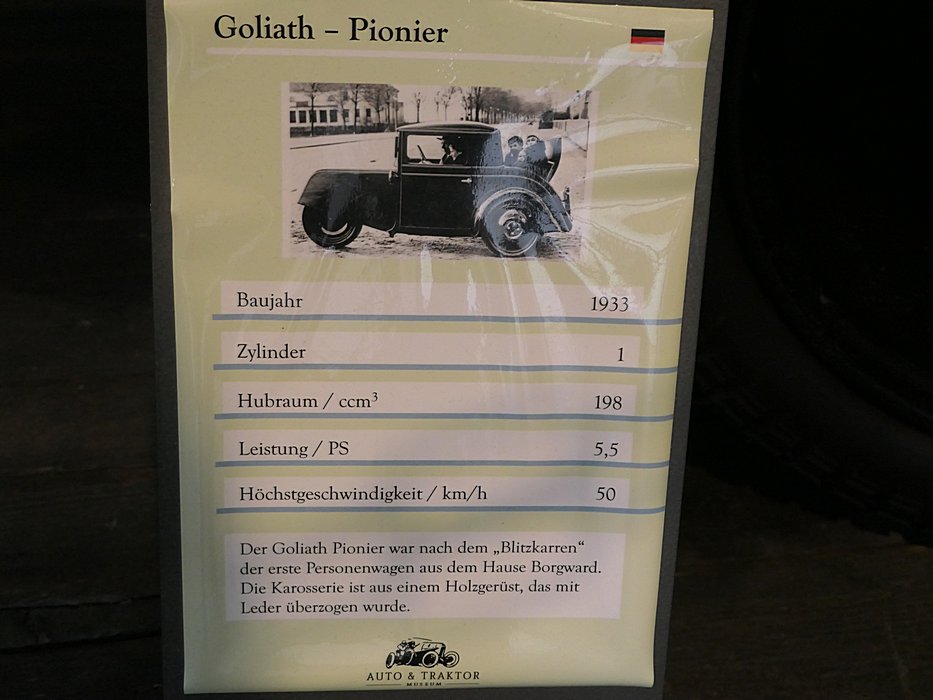 Goliath – Pionier
Baujahr 1933
Zylinder 1
Hubraum / ccm³ 198
Leistung / PS 5,5
Höchstgeschwindigkeit / km/h 50
Der Goliath Pionier war nach dem „Blitzkarren“
der erste Personenwagen aus dem Hause Borgward.
Die Karosserie ist aus einem Holzgerüst, das mit
Leder überzogen wurde.
AUTO & TRAKTOR
MUSEUM